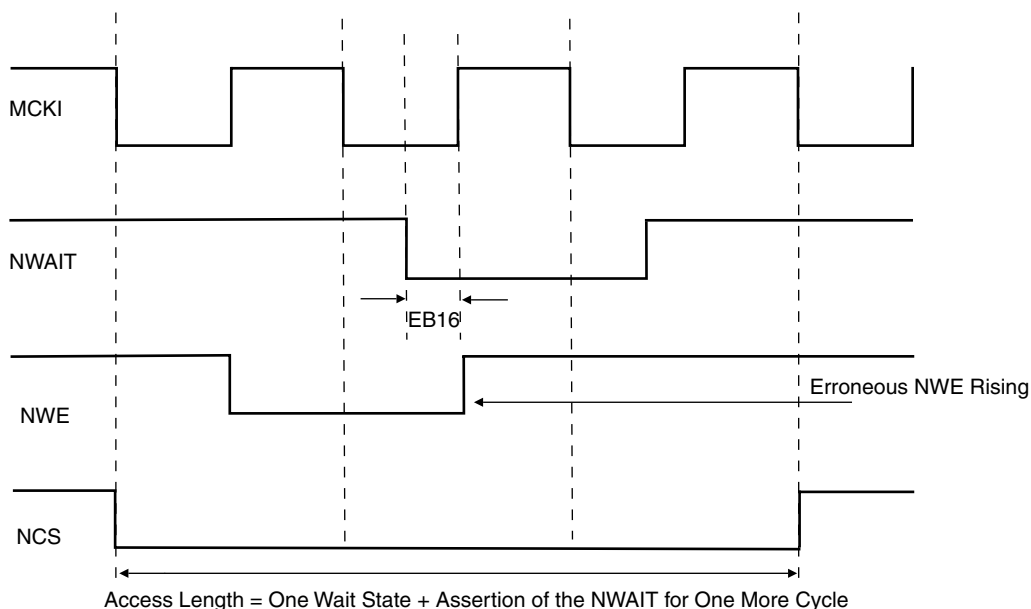 MCKI
NWAIT
EB16
Erroneous NWE Rising
NWE
NCS
Access Length = One Wait State + Assertion of the NWAIT for One More Cycle